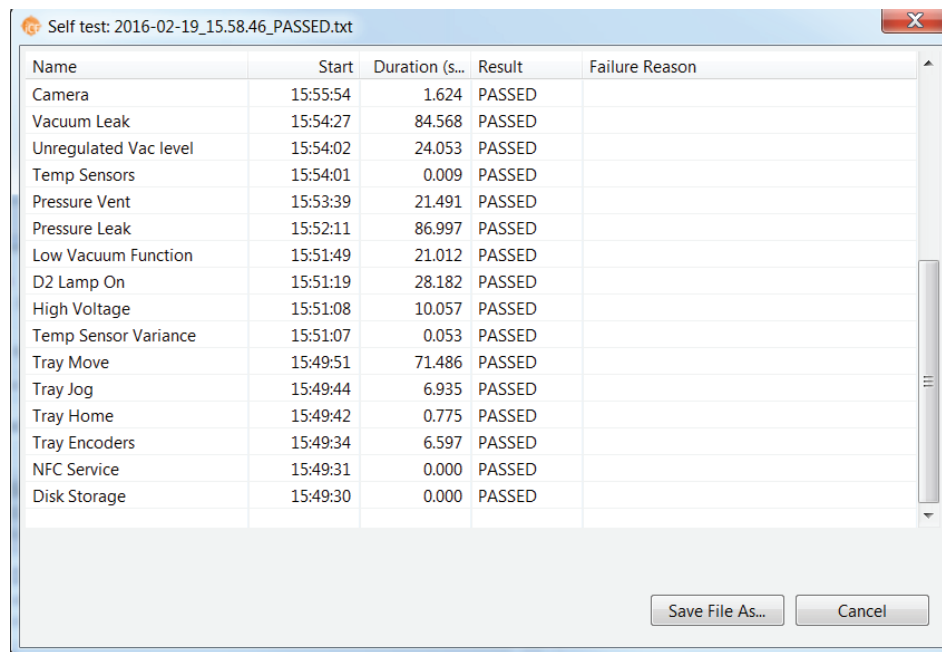 Self test: 2016-02-19_15.58.46_PASSED.txt
Name Start Duration (s... Result Failure Reason
Camera 15:55:54 1.624 PASSED
Vacuum Leak 15:54:27 84.568 PASSED
Unregulated Vac level 15:54:02 24.053 PASSED
Temp Sensors 15:54:01 0.009 PASSED
Pressure Vent 15:53:39 21.491 PASSED
Pressure Leak 15:52:11 86.997 PASSED
Low Vacuum Function 15:51:49 21.012 PASSED
D2 Lamp On 15:51:19 28.182 PASSED
High Voltage 15:51:08 10.057 PASSED
Temp Sensor Variance 15:51:07 0.053 PASSED
Tray Move 15:49:51 71.486 PASSED
Tray Jog 15:49:44 6.935 PASSED
Tray Home 15:49:42 0.775 PASSED
Tray Encoders 15:49:34 6.597 PASSED
NFC Service 15:49:31 0.000 PASSED
Disk Storage 15:49:30 0.000 PASSED
Save File As... Cancel